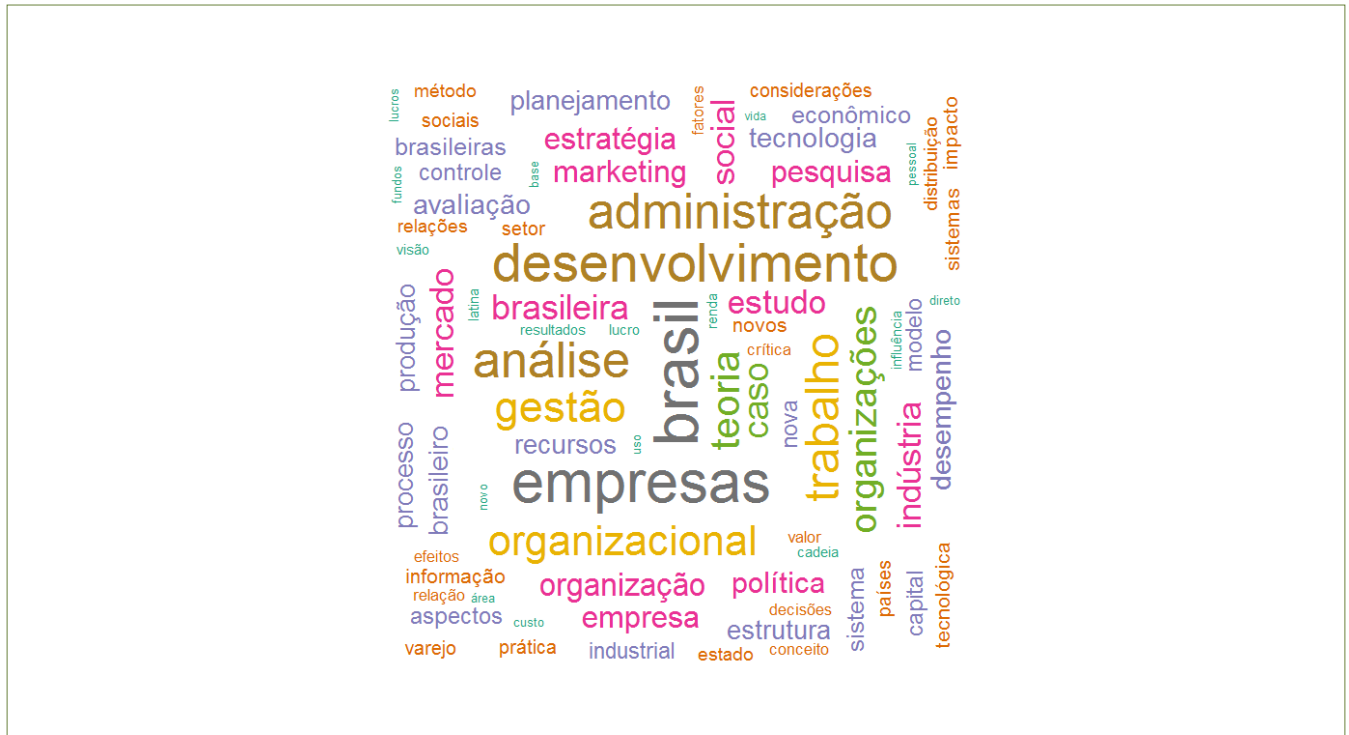 lucros
método
planejamento
fatores
social
considerações
vida
econômico
sociais
estratégia
tecnologia
distribuição
impacto
brasileiras
fundos
controle
base
marketing
pesquisa
pessoal
avaliação
administração
sistemas
relações
setor
visão
desenvolvimento
produção
mercado
latina
brasileira
resultados
lucro
brasil
renda
estudo
novos
crítica
trabalho
organizações
influência
modelo
direto
análise
teoria
caso
desempenho
gestão
nova
indústria
processo
brasileiro
recursos
uso
novo
empresas
organizacional
valor
cadeia
efeitos
informação
relação
área
organização
política
sistema
países
capital
tecnológica
aspectos
custo
empresa
decisões
estrutura
varejo
prática
industrial
estado
conceito